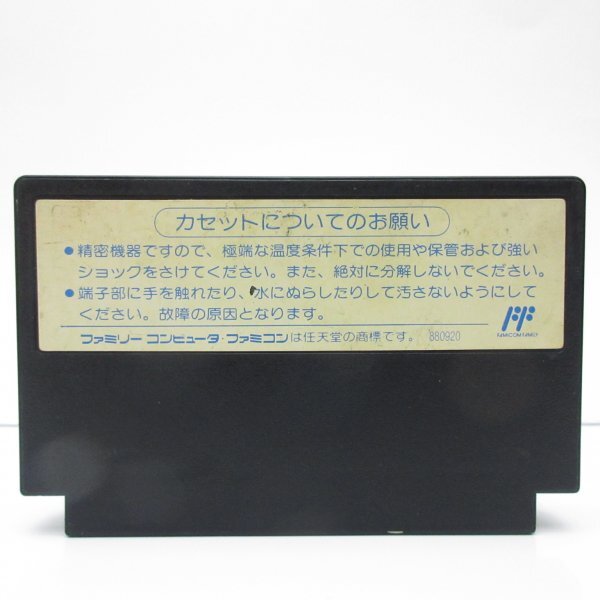 カセットについてのお願い
●精密機器ですので、極端な温度条件下での使用や保管および強い
ショックをさけてください。また、絶対に分解しないでください。
●端子部に手を触れたり、水にぬらしたりして汚さないようにして
ください。故障の原因となります。
ファミリー コンピュータ・ファミコンは任天堂の商標です。 880920
FAMICOM FAMILY